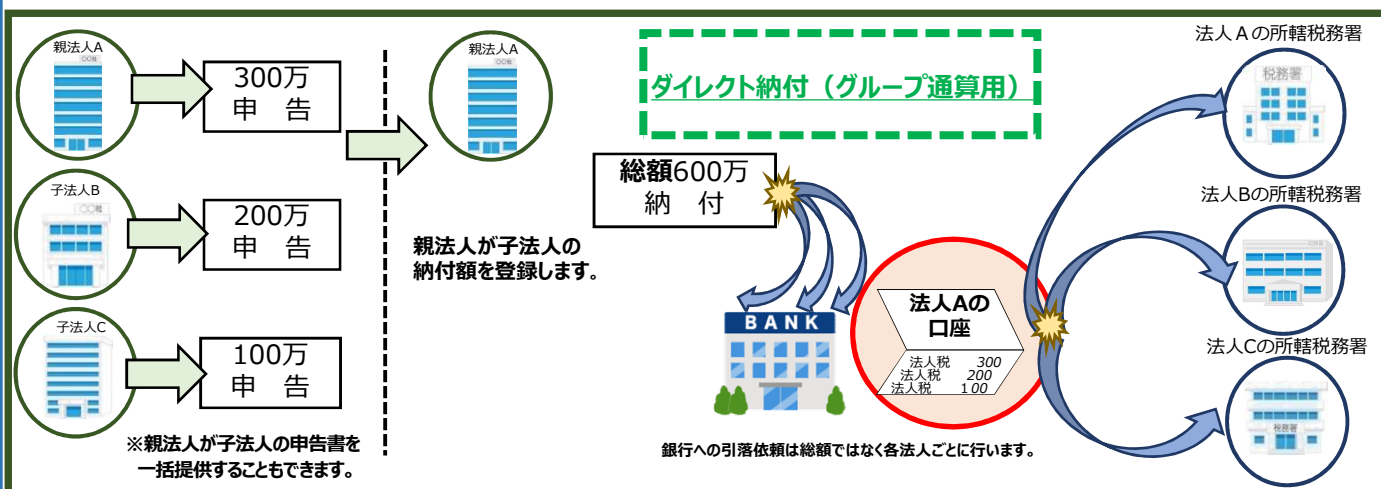 親法人A
〇〇社
300万
申　告
子法人B
〇〇社
200万
申　告
子法人C
100万
申　告
※親法人が子法人の申告書を
一括提供することもできます。
親法人A
〇〇社
親法人が子法人の
納付額を登録します。
ダイレクト納付（グループ通算用）
総額600万
納　付
BANK
法人Aの
口座
法人税　300
法人税　200
法人税　100
銀行への引落依頼は総額ではなく各法人ごとに行います。
法人Ａの所轄税務署
税務署
法人Bの所轄税務署
法人Cの所轄税務署
税務署